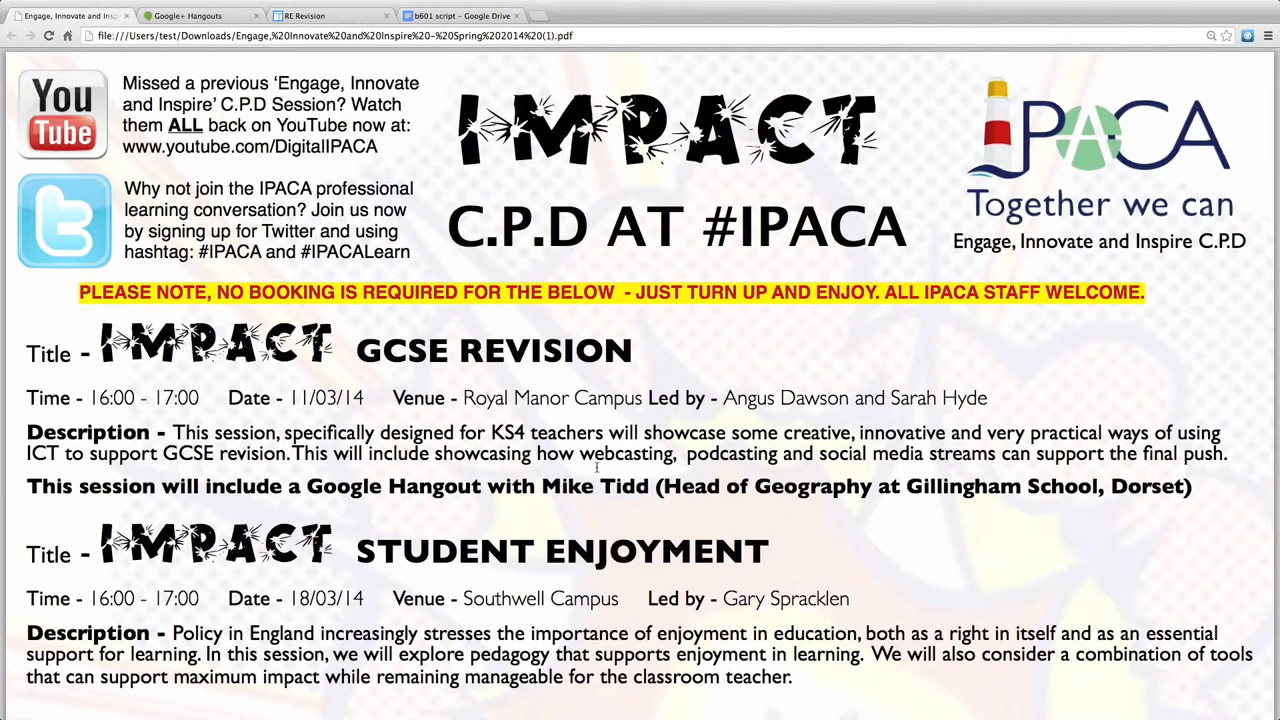 Engage, Innovate and Insp
Google+ Hangouts
RE Revision
b601 script - Google Drive
file:///Users/test/Downloads/Engage,%20Innovate%20and%20Inspire%20-%20Spring%202014%20(1).pdf
You
Tube
Missed a previous ‘Engage, Innovate
and Inspire’ C.P.D Session? Watch
them ALL back on YouTube now at:
www.youtube.com/DigitalIPACA
Why not join the IPACA professional
learning conversation? Join us now
by signing up for Twitter and using
hashtag: #IPACA and #IPACALearn
IMPACT
C.P.D AT #IPACA
IPACA
Together we can
Engage, Innovate and Inspire C.P.D
PLEASE NOTE, NO BOOKING IS REQUIRED FOR THE BELOW - JUST TURN UP AND ENJOY. ALL IPACA STAFF WELCOME.
Title - IMPACT GCSE REVISION
Time - 16:00 - 17:00 Date - 11/03/14 Venue - Royal Manor Campus Led by - Angus Dawson and Sarah Hyde
Description - This session, specifically designed for KS4 teachers will showcase some creative, innovative and very practical ways of using
ICT to support GCSE revision. This will include showcasing how webcasting, podcasting and social media streams can support the final push.
This session will include a Google Hangout with Mike Tidd (Head of Geography at Gillingham School, Dorset)
Title - IMPACT STUDENT ENJOYMENT
Time - 16:00 - 17:00 Date - 18/03/14 Venue - Southwell Campus Led by - Gary Spracklen
Description - Policy in England increasingly stresses the importance of enjoyment in education, both as a right in itself and as an essential
support for learning. In this session, we will explore pedagogy that supports enjoyment in learning. We will also consider a combination of tools
that can support maximum impact while remaining manageable for the classroom teacher.